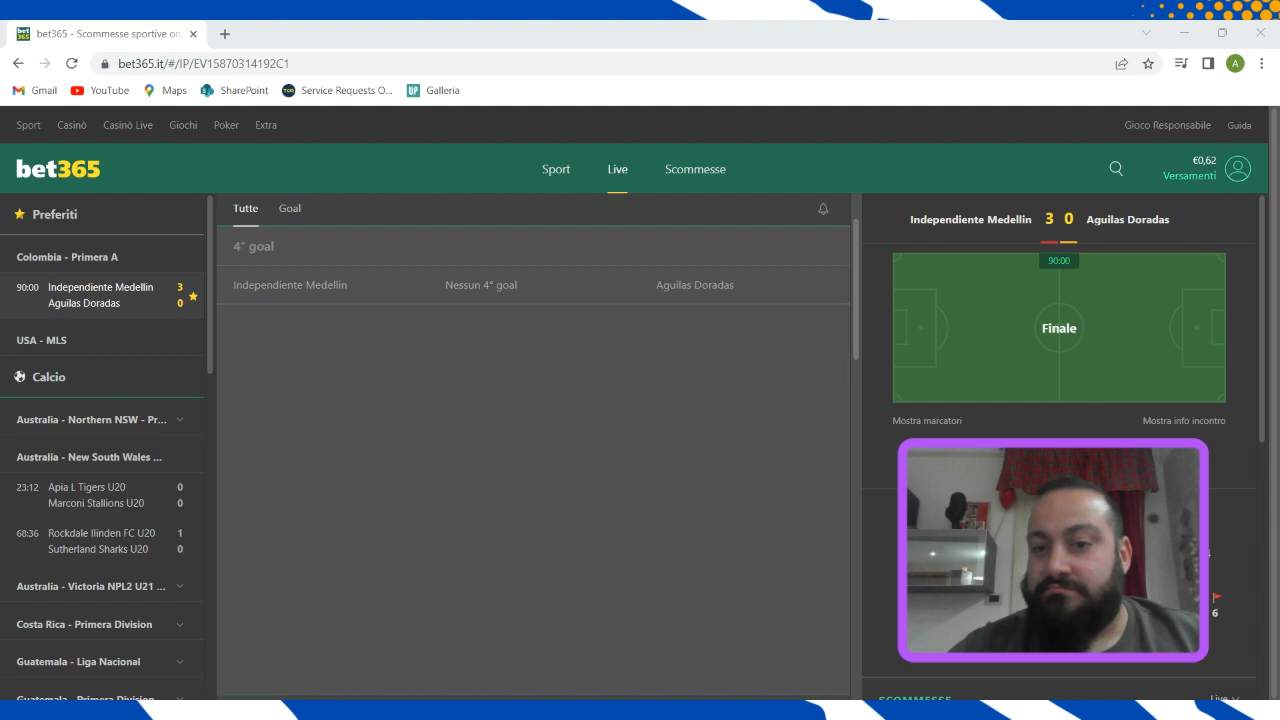 bet365 - Scommesse sportive on
bet365.it/#/IP/EV15870314192C1
A
Gmail
YouTube
Maps
SharePoint
Service Requests O...
Galleria
Sport Casinò Casinò Live Giochi Poker Extra
Gioco Responsabile Guida
bet365
Sport Live Scommesse
€0,62
Versamenti
Preferiti
Colombia - Primera A
90:00 Independiente Medellin 3
Aguilas Doradas 0
USA - MLS
Calcio
Australia - Northern NSW - Pr...
Australia - New South Wales ...
23:12 Apia L Tigers U20 0
Marconi Stallions U20 0
68:36 Rockdale Ilinden FC U20 1
Sutherland Sharks U20 0
Australia - Victoria NPL2 U21 ...
Costa Rica - Primera Division
Guatemala - Liga Nacional
Guatemala - Primera Division
Tutte Goal
4° goal
Independiente Medellin Nessun 4° goal Aguilas Doradas
Independiente Medellin 3 0 Aguilas Doradas
90:00
Finale
Mostra marcatori Mostra info incontro
6
SCOMMESSE Live